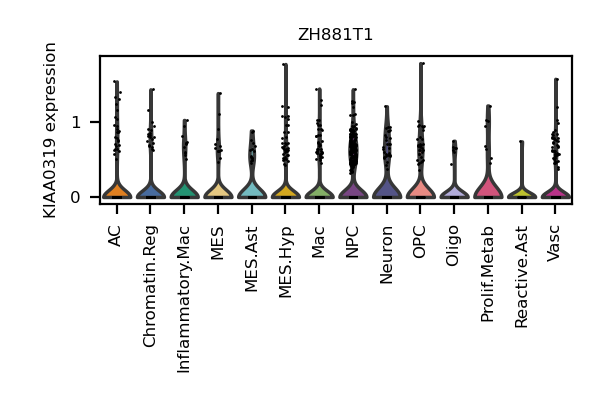 ZH881T1
KIAA0319 expression
1
0
AC
Chromatin.Reg
Inflammatory.Mac
MES
MES.Ast
MES.Hyp
Mac
NPC
Neuron
OPC
Oligo
Prolif.Metab
Reactive.Ast
Vasc